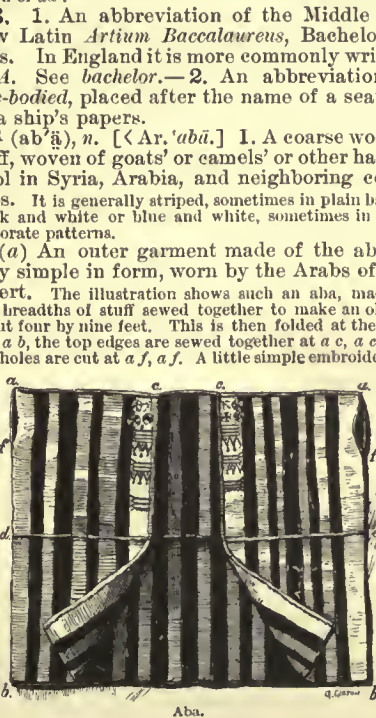 B. 1. An abbreviation of the Middle
Latin Artium Baccalaureus, Bachelo
s. In England it is more commonly wri
A. See bachelor.—2. An abbreviation
e-bodied, placed after the name of a sea
a ship's papers.
(ab'ä), n. [< Ar. 'abā.] 1. A coarse wo
ff, woven of goats' or camels' or other ha
ol in Syria, Arabia, and neighboring c
s. It is generally striped, sometimes in plain ba
k and white or blue and white, sometimes in
orate patterns.
(a) An outer garment made of the ab
y simple in form, worn by the Arabs of
ert. The illustration shows such an aba, ma
breadths of stuff sewed together to make an o
ut four by nine feet. This is then folded at the
a b, the top edges are sewed together at a c, a c
holes are cut at a f, a f. A little simple embroide
a. c. c. a.
f f
d
b. b
Aba.